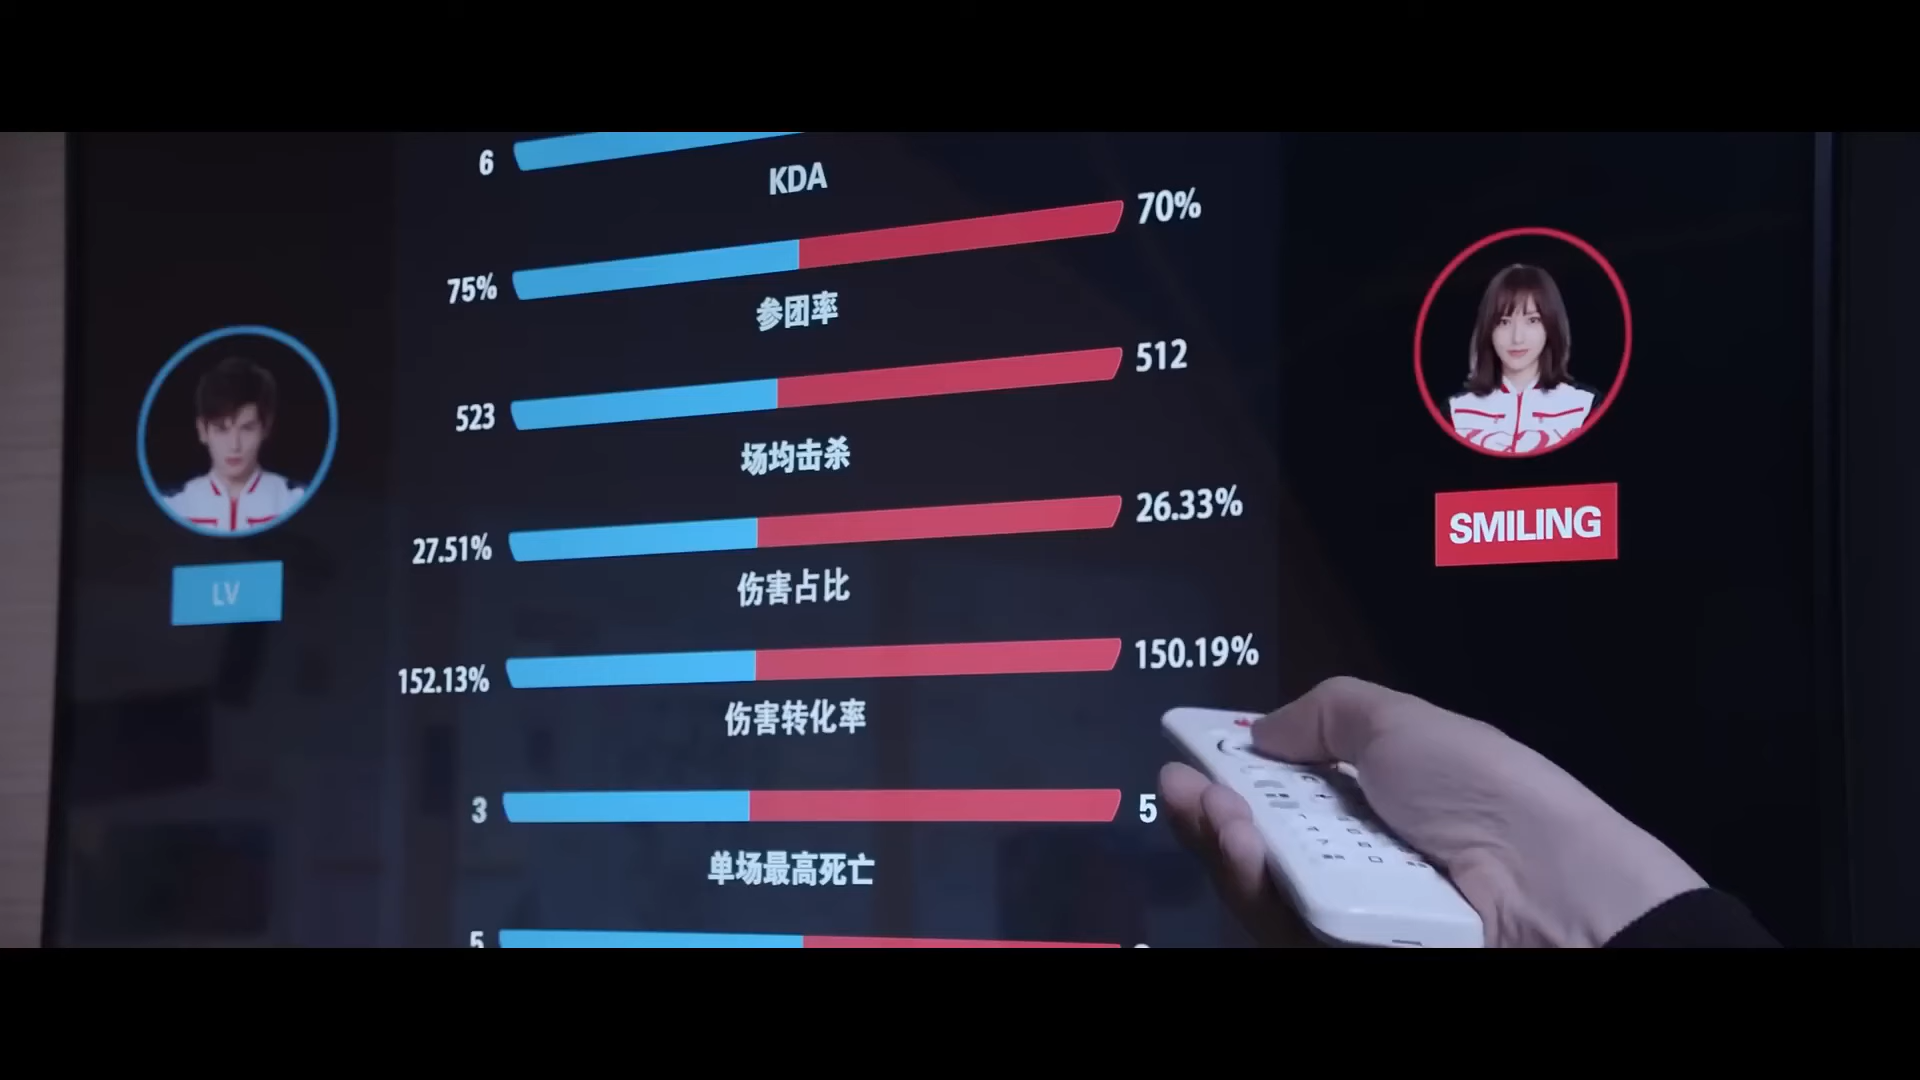 6
KDA
75% 70%
参团率
523 512
场均击杀
27.51% 26.33%
伤害占比
152.13% 150.19%
伤害转化率
3 5
单场最高死亡
5
LV
SMILING